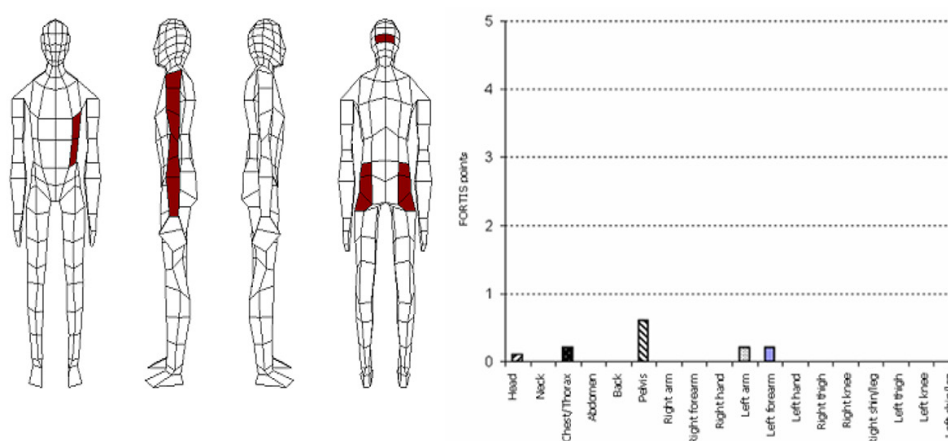 5
4
3
2
1
0
FORTIS points
Head
Neck
Chest/Thorax
Abdomen
Back
Pelvis
Right arm
Right forearm
Right hand
Left arm
Left forearm
Left hand
Right thigh
Right knee
Right shin/leg
Left thigh
Left knee